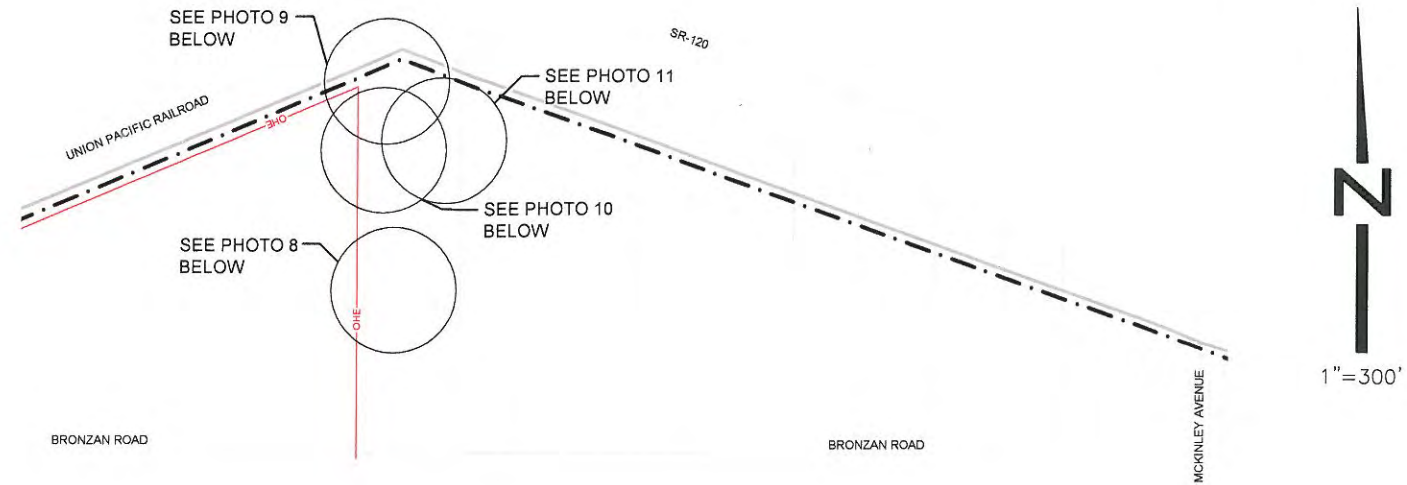 SEE PHOTO 9
BELOW
SR-120
SEE PHOTO 11
BELOW
UNION PACIFIC RAILROAD
OHE
SEE PHOTO 10
BELOW
SEE PHOTO 8
BELOW
OHE
N
1"=300'
BRONZAN ROAD
BRONZAN ROAD
MCKINLEY AVENUE